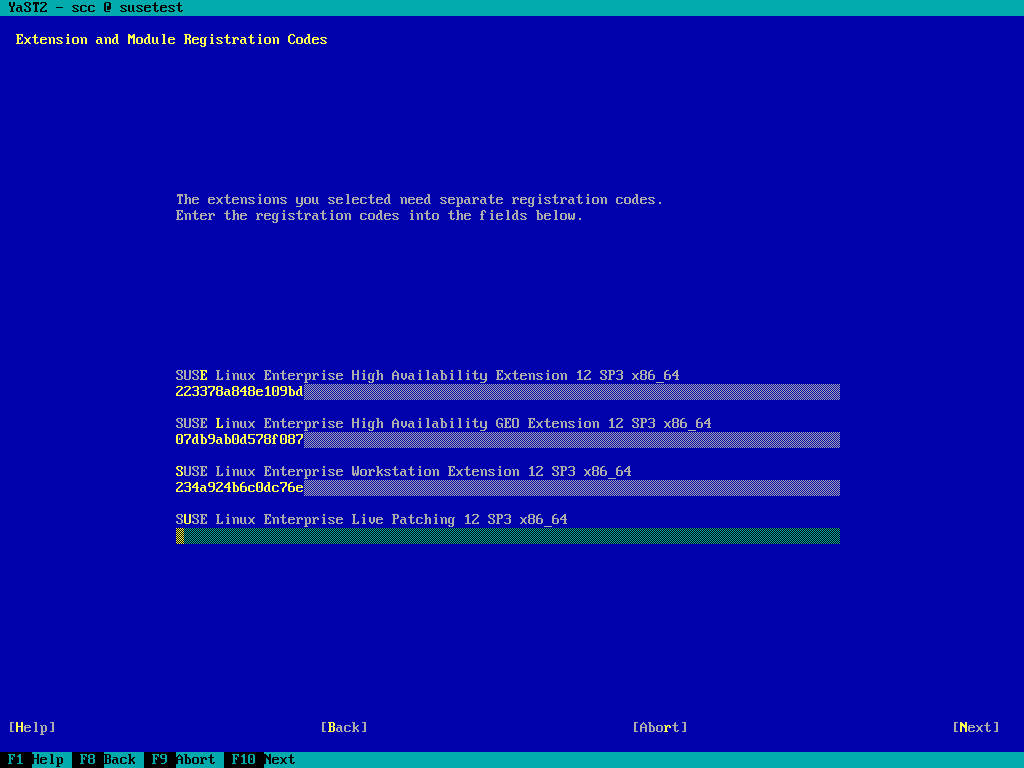 YaST2 - scc @ susetest
Extension and Module Registration Codes
The extensions you selected need separate registration codes.
Enter the registration codes into the fields below.
SUSE Linux Enterprise High Availability Extension 12 SP3 x86_64
223378a848e109bd
SUSE Linux Enterprise High Availability GEO Extension 12 SP3 x86_64
07db9ab0d578f087
SUSE Linux Enterprise Workstation Extension 12 SP3 x86_64
234a924b6c0dc76e
SUSE Linux Enterprise Live Patching 12 SP3 x86_64
[Help] [Back] [Abort] [Next]
F1 Help F8 Back F9 Abort F10 Next